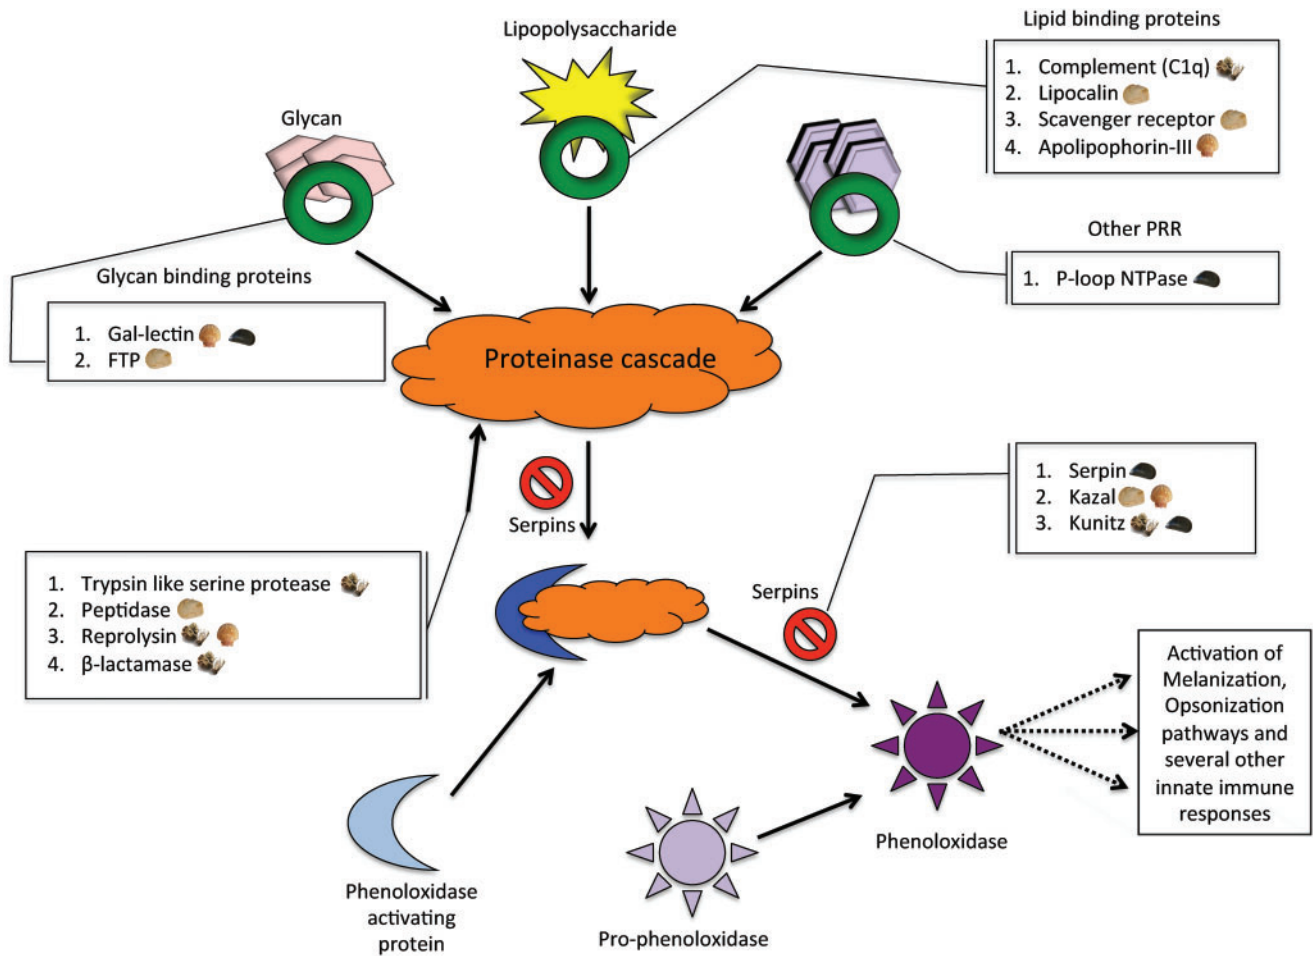 Lipid binding proteins
Lipopolysaccharide
1. Complement (C1q)
2. Lipocalin
3. Scavenger receptor
4. Apolipophorin-III
Glycan
Other PRR
1. P-loop NTPase
Glycan binding proteins
1. Gal-lectin
2. FTP
Proteinase cascade
Serpins
1. Serpin
2. Kazal
3. Kunitz
1. Trypsin like serine protease
2. Peptidase
3. Reprolysin
4. β-lactamase
Serpins
Activation of
Melanization,
Opsonization
pathways and
several other
innate immune
responses
Phenoloxidase
Phenoloxidase
activating
protein
Pro-phenoloxidase